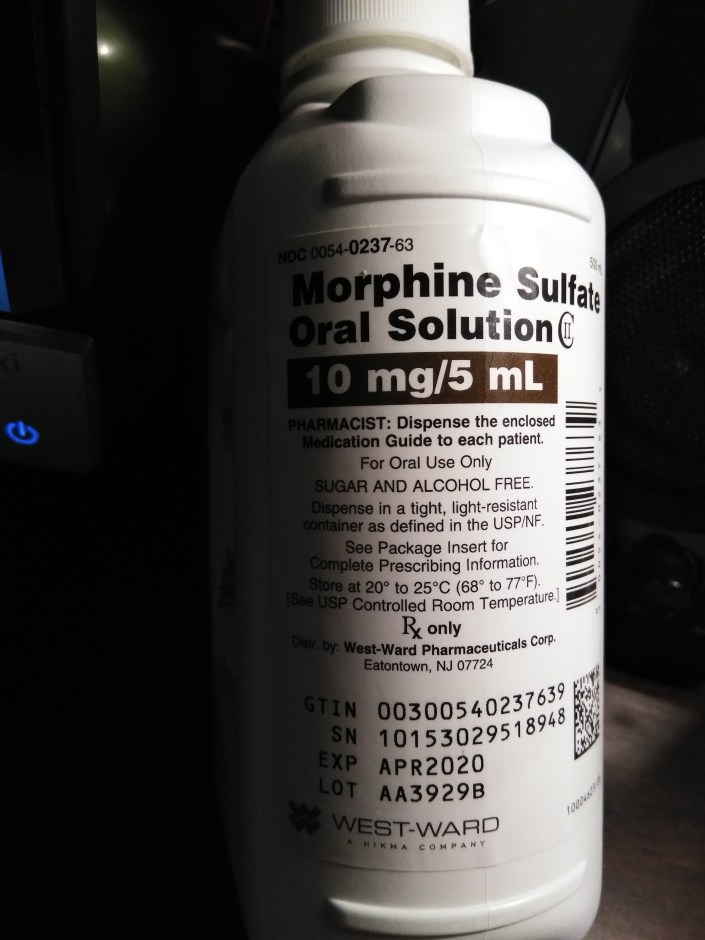 NDC 0054-0237-63
500 mL
Morphine Sulfate
Oral Solution CII
10 mg/5 mL
PHARMACIST: Dispense the enclosed
Medication Guide to each patient.
For Oral Use Only
SUGAR AND ALCOHOL FREE.
Dispense in a tight, light-resistant
container as defined in the USP/NF.
See Package Insert for
Complete Prescribing Information.
Store at 20° to 25°C (68° to 77°F).
[See USP Controlled Room Temperature.]
Rx only
Distr. by: West-Ward Pharmaceuticals Corp.
Eatontown, NJ 07724
GTIN 00300540237639
SN 10153029518948
EXP APR2020
LOT AA3929B
WEST-WARD
A HIKMA COMPANY